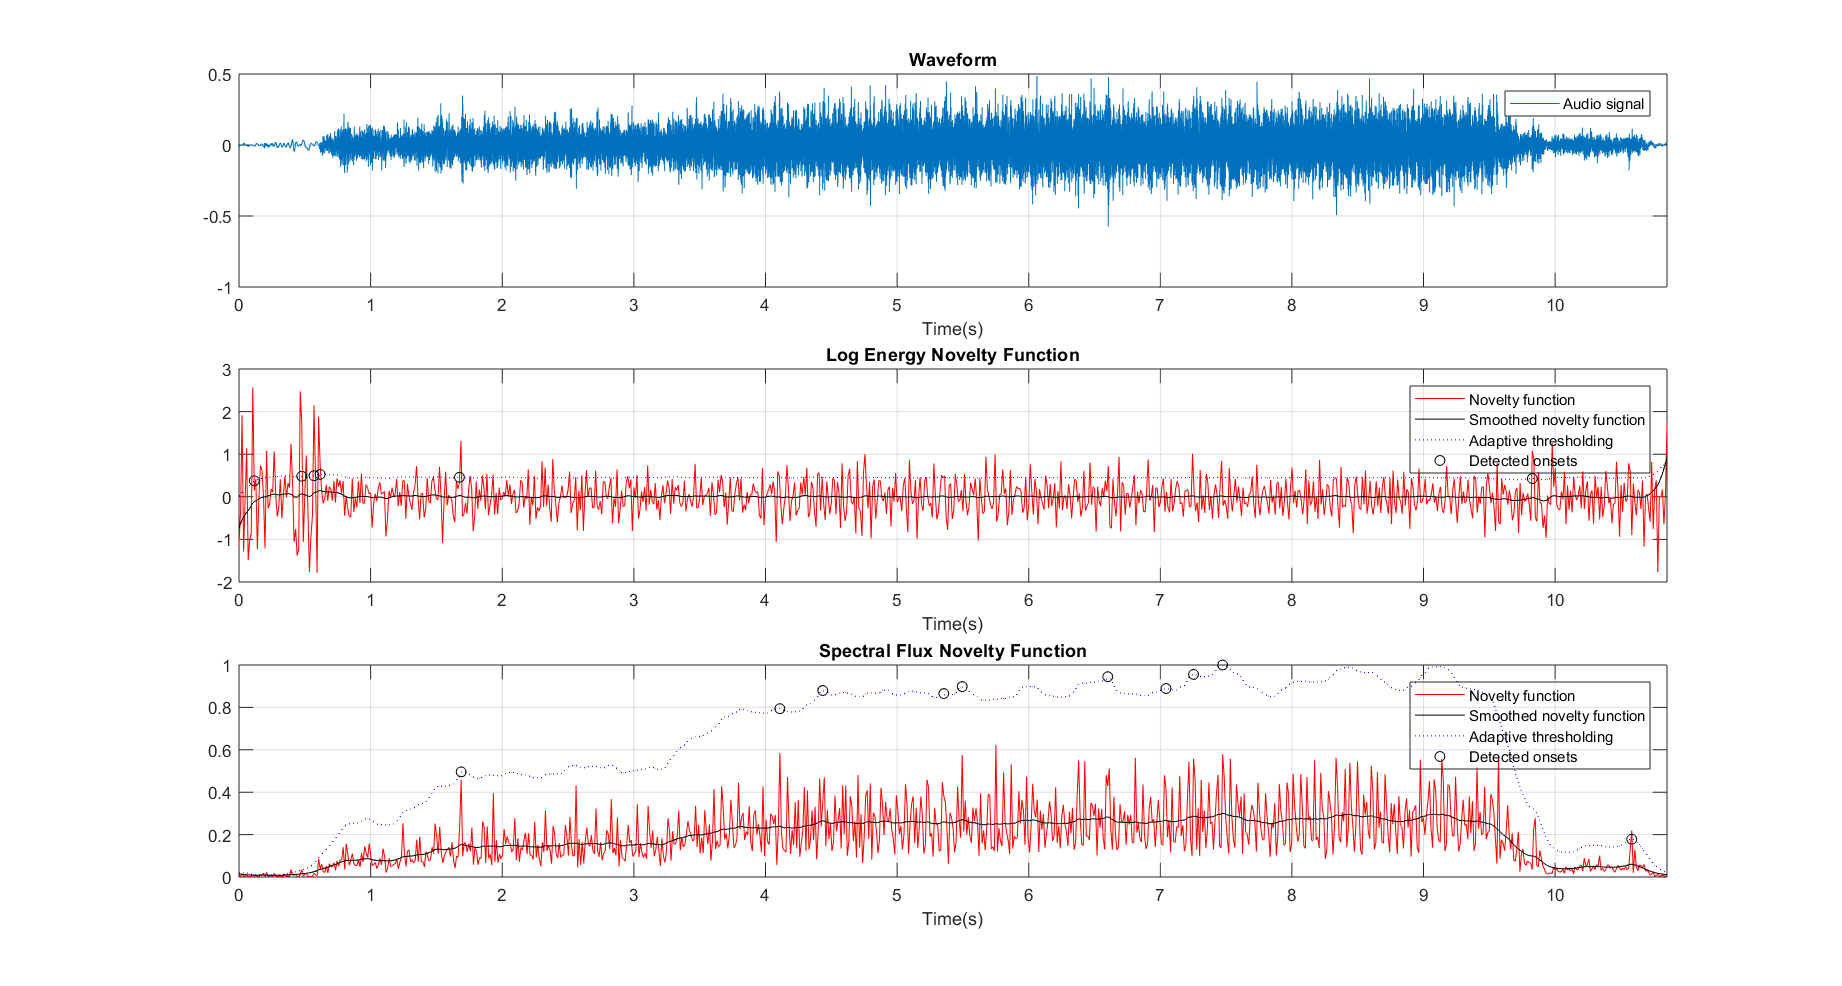 Waveform
0.5
0
-0.5
-1
Audio signal
0 1 2 3 4 5 6 7 8 9 10
Time(s)
Log Energy Novelty Function
3
2
1
0
-1
-2
Novelty function
Smoothed novelty function
Adaptive thresholding
Detected onsets
0 1 2 3 4 5 6 7 8 9 10
Time(s)
Spectral Flux Novelty Function
1
0.8
0.6
0.4
0.2
0
Novelty function
Smoothed novelty function
Adaptive thresholding
Detected onsets
0 1 2 3 4 5 6 7 8 9 10
Time(s)